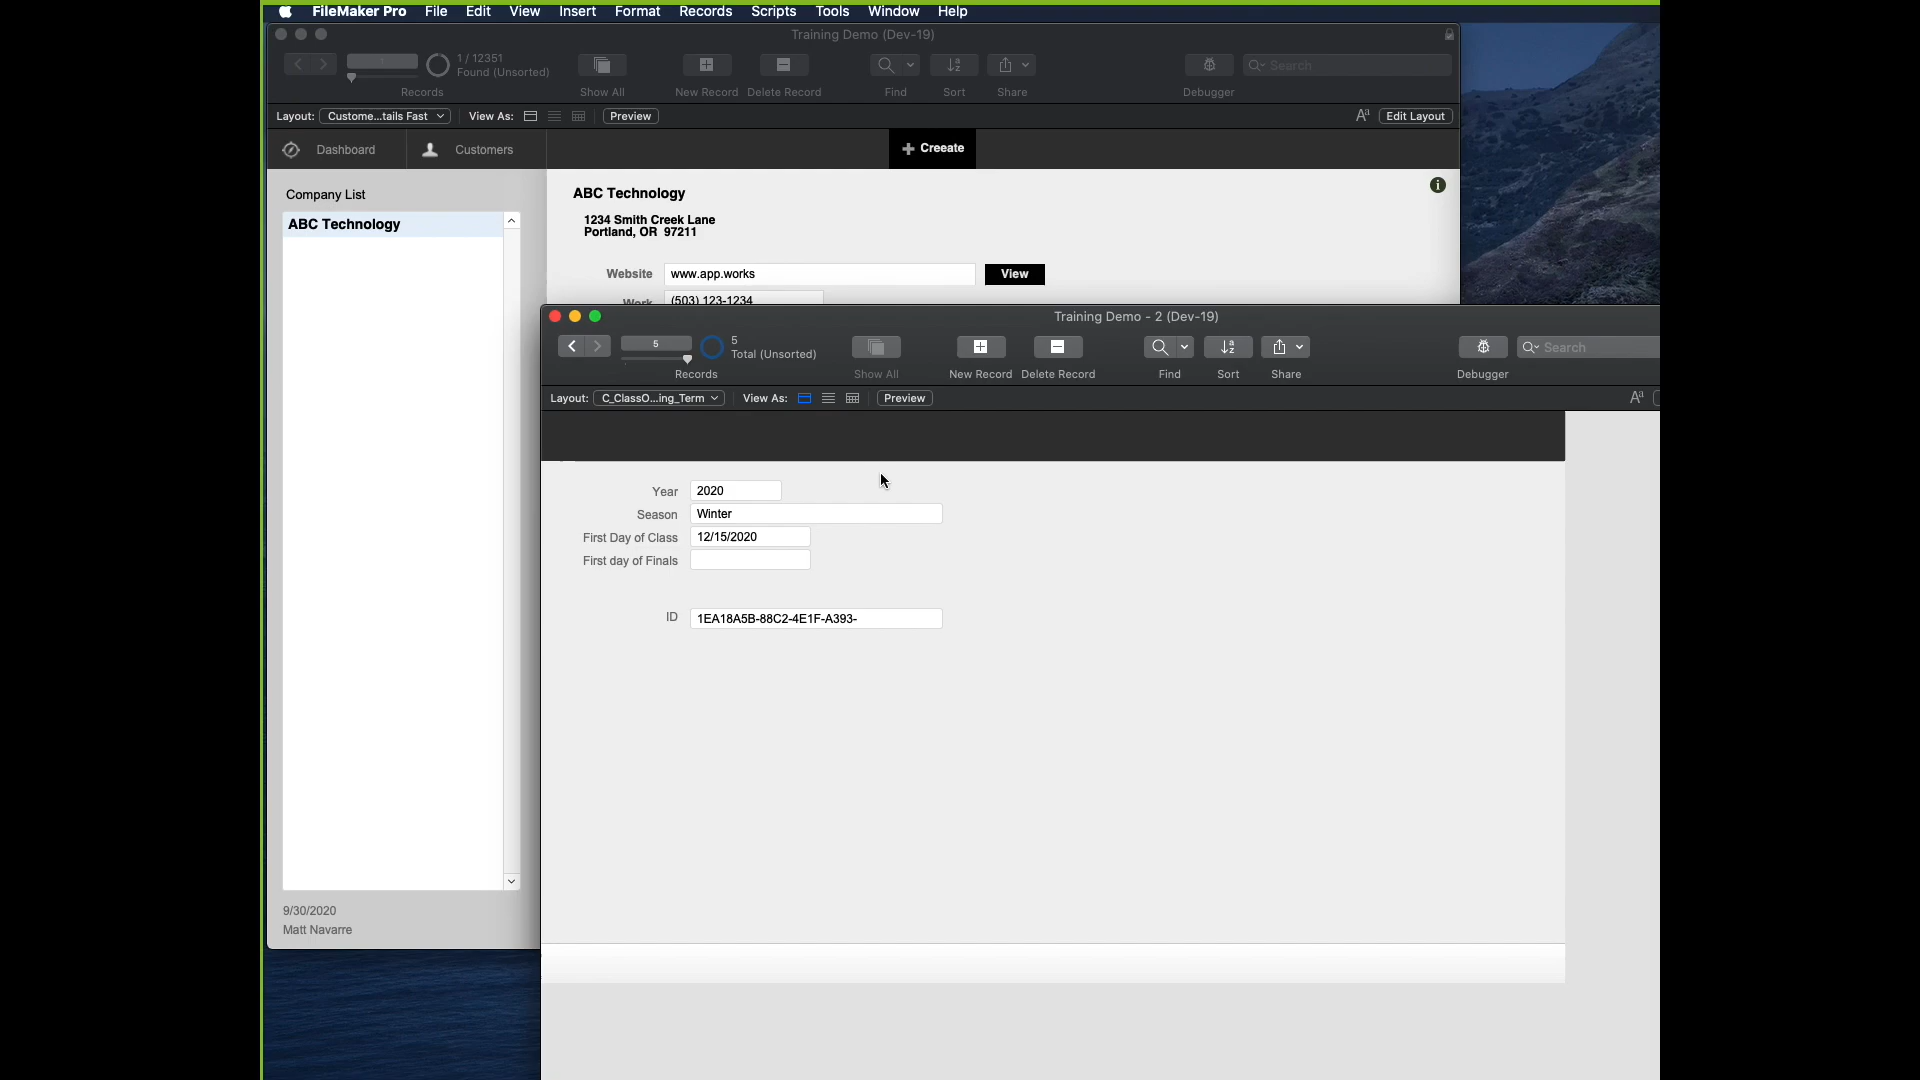 FileMaker Pro File Edit View Insert Format Records Scripts Tools Window Help
Training Demo (Dev-19)
1 / 12351
Found (Unsorted)
Search
Records Show All New Record Delete Record Find Sort Share Debugger
Layout: Custome...tails Fast View As: Preview Aa Edit Layout
Dashboard Customers Creeate
Company List
ABC Technology
ABC Technology
1234 Smith Creek Lane
Portland, OR 97211
Website www.app.works View
Work (503) 123-1234
Training Demo - 2 (Dev-19)
5
5
Total (Unsorted)
Search
Records Show All New Record Delete Record Find Sort Share Debugger
Layout: C_ClassO...ing_Term View As: Preview Aa
Year 2020
Season Winter
First Day of Class 12/15/2020
First day of Finals
ID 1EA18A5B-88C2-4E1F-A393-
9/30/2020
Matt Navarre